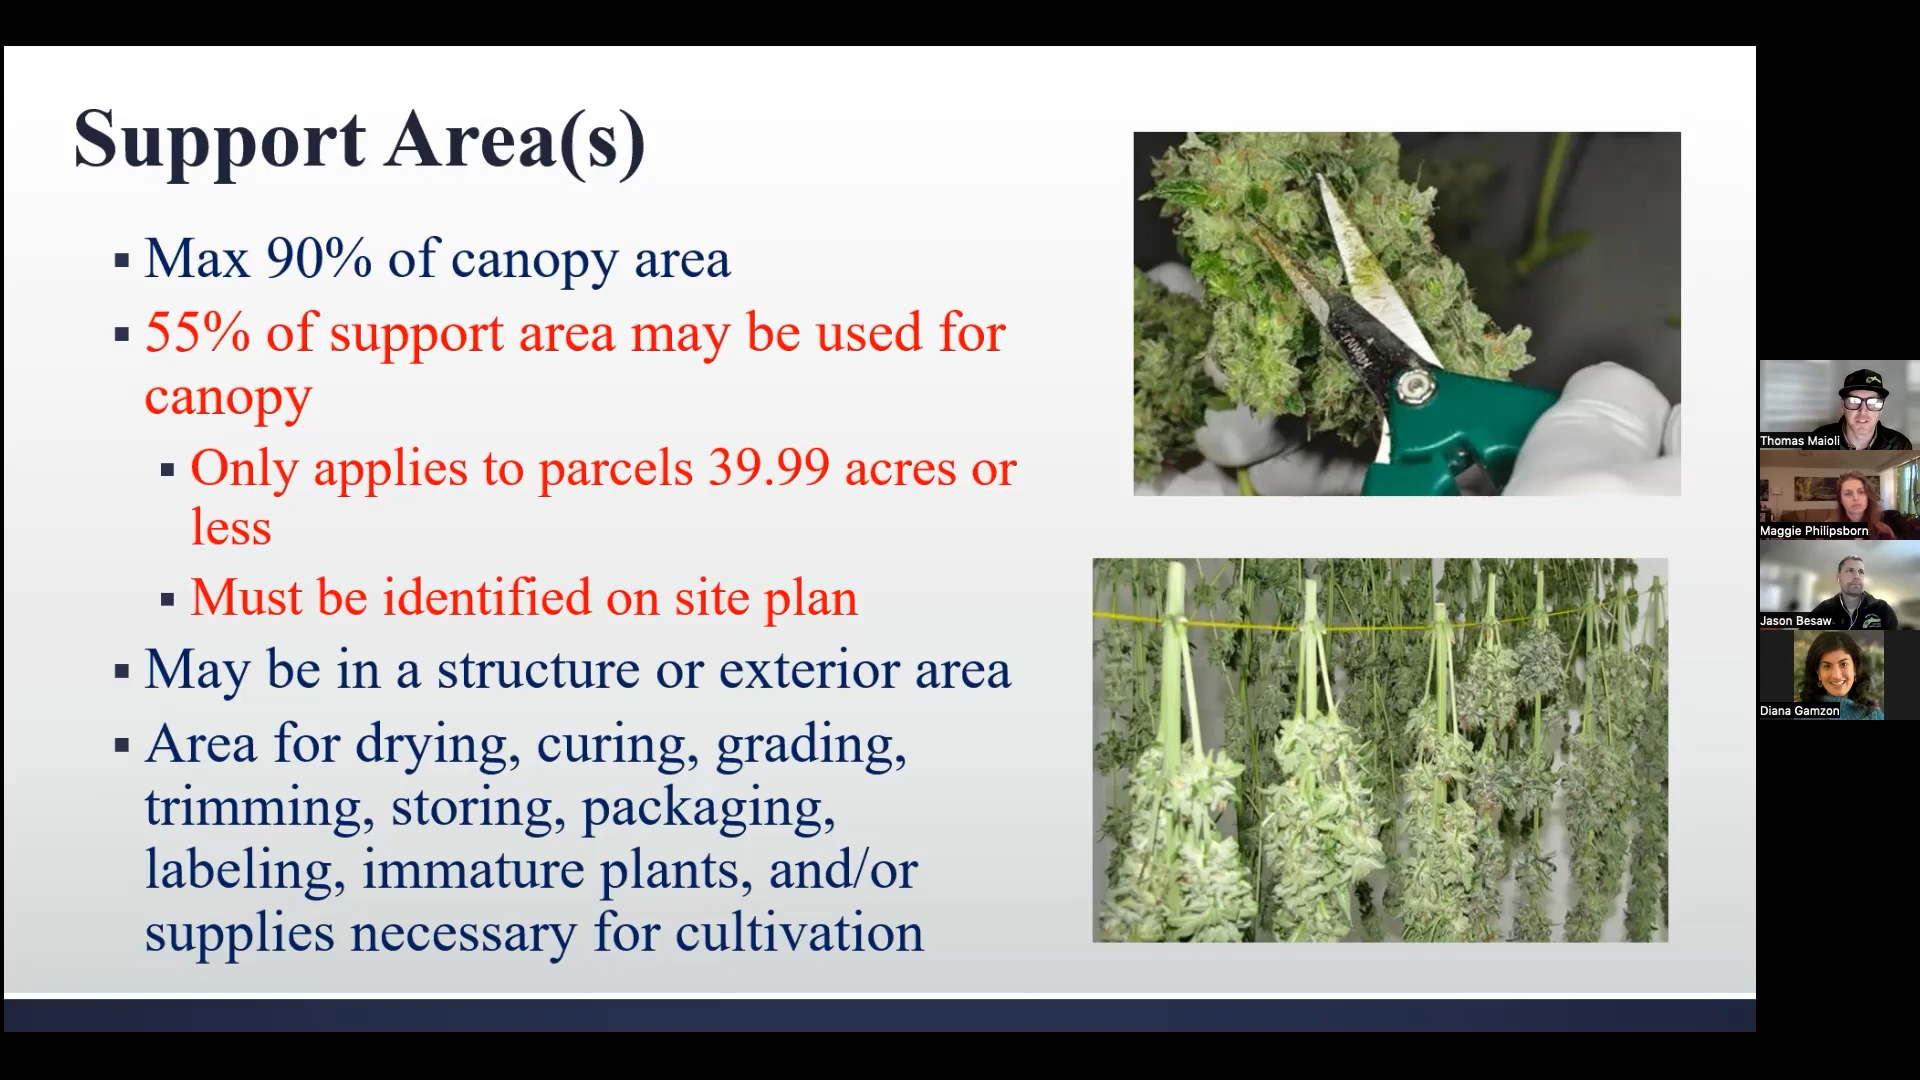 Support Area(s)
▪ Max 90% of canopy area
▪ 55% of support area may be used for
canopy
▪ Only applies to parcels 39.99 acres or
less
▪ Must be identified on site plan
▪ May be in a structure or exterior area
▪ Area for drying, curing, grading,
trimming, storing, packaging,
labeling, immature plants, and/or
supplies necessary for cultivation
Thomas Maioli
Maggie Philipsborn
Jason Besaw
Diana Gamzon